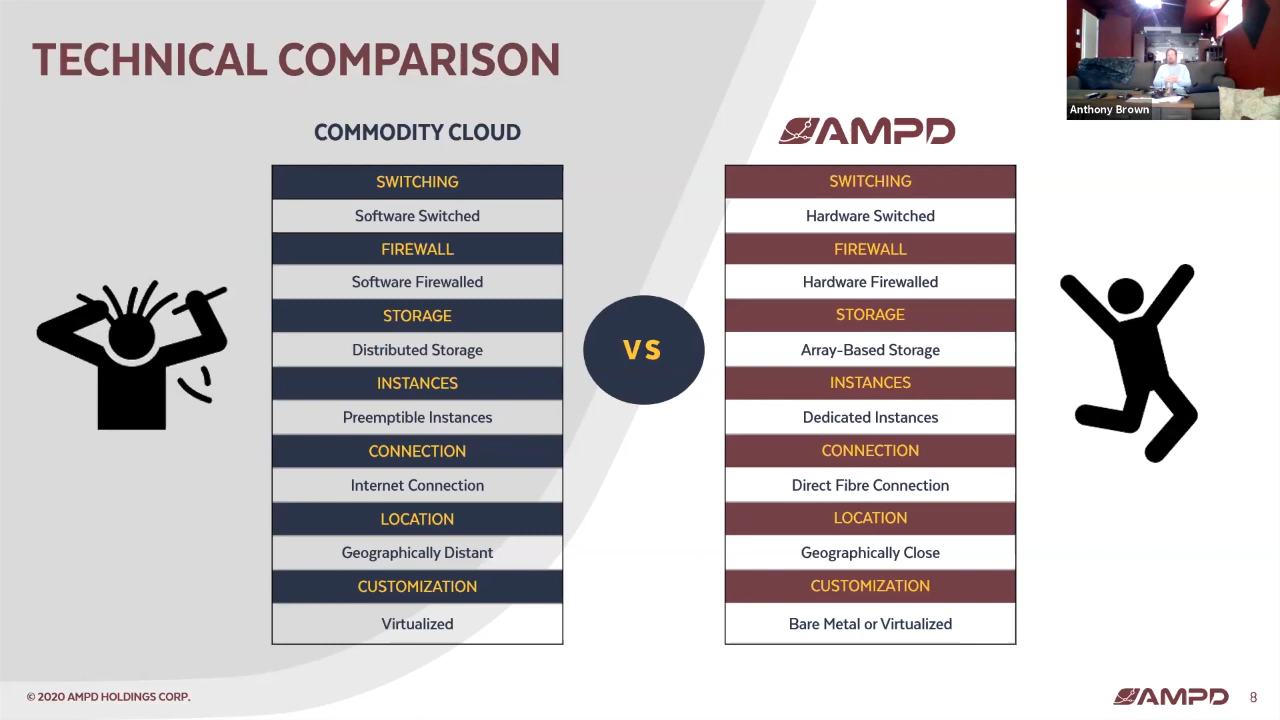 TECHNICAL COMPARISON
Anthony Brown
COMMODITY CLOUD
SWITCHING
Software Switched
FIREWALL
Software Firewalled
STORAGE
Distributed Storage
INSTANCES
Preemptible Instances
CONNECTION
Internet Connection
LOCATION
Geographically Distant
CUSTOMIZATION
Virtualized
VS
AMPD
SWITCHING
Hardware Switched
FIREWALL
Hardware Firewalled
STORAGE
Array-Based Storage
INSTANCES
Dedicated Instances
CONNECTION
Direct Fibre Connection
LOCATION
Geographically Close
CUSTOMIZATION
Bare Metal or Virtualized
© 2020 AMPD HOLDINGS CORP.
AMPD
8